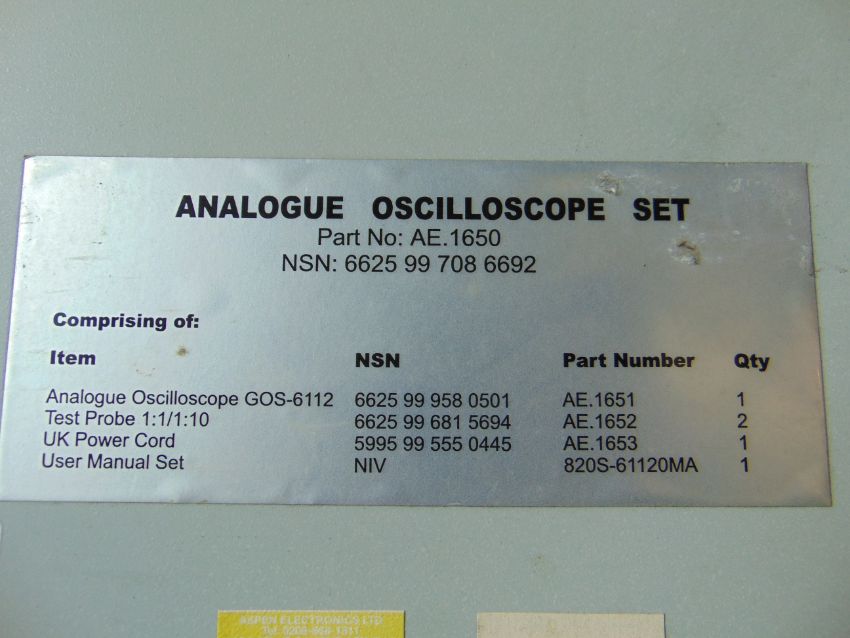 ANALOGUE OSCILLOSCOPE SET
Part No: AE.1650
NSN: 6625 99 708 6692
Comprising of:
Item NSN Part Number Qty
Analogue Oscilloscope GOS-6112 6625 99 958 0501 AE.1651 1
Test Probe 1:1/1:10 6625 99 681 5694 AE.1652 2
UK Power Cord 5995 99 555 0445 AE.1653 1
User Manual Set NIV 820S-61120MA 1
ASPEN ELECTRONICS LTD
Tel.